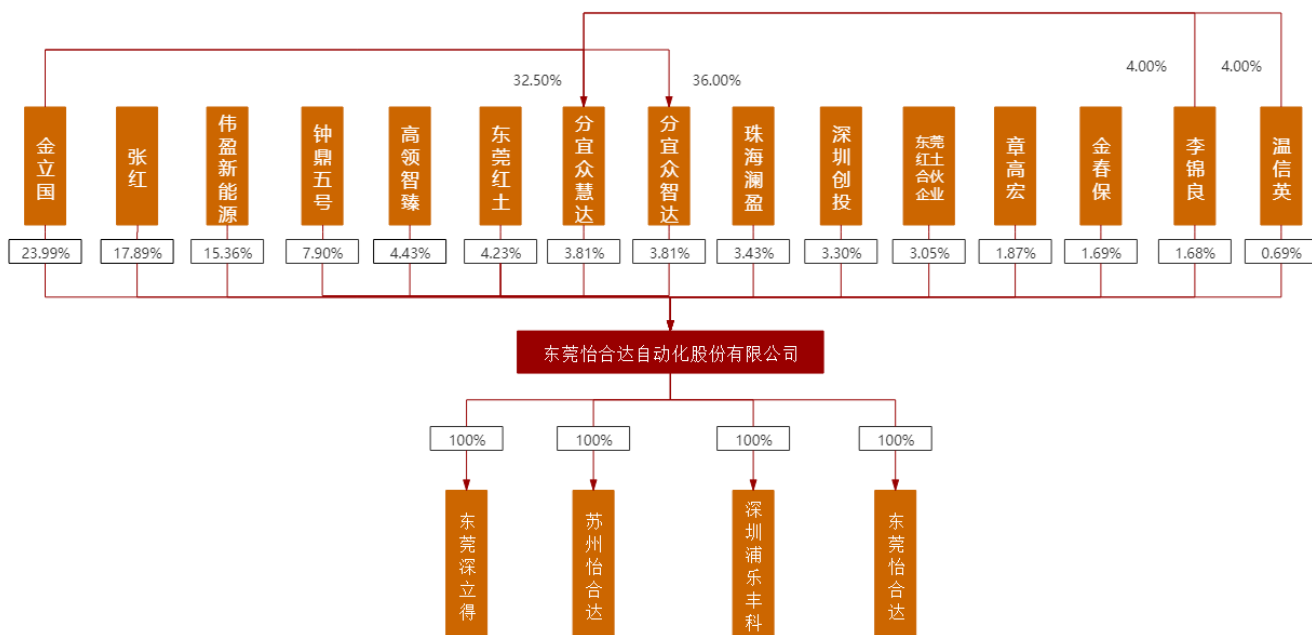 32.50%
36.00%
4.00%
4.00%
金立国
张红
伟盈新能源
钟鼎五号
高领智臻
东莞红土
分宜众慧达
分宜众智达
珠海澜盈
深圳创投
东莞
红土
合伙
企业
章高宏
金春保
李锦良
温信英
23.99%
17.89%
15.36%
7.90%
4.43%
4.23%
3.81%
3.81%
3.43%
3.30%
3.05%
1.87%
1.69%
1.68%
0.69%
东莞怡合达自动化股份有限公司
100%
100%
100%
100%
东莞深立得
苏州怡合达
深圳浦乐丰科
东莞怡合达